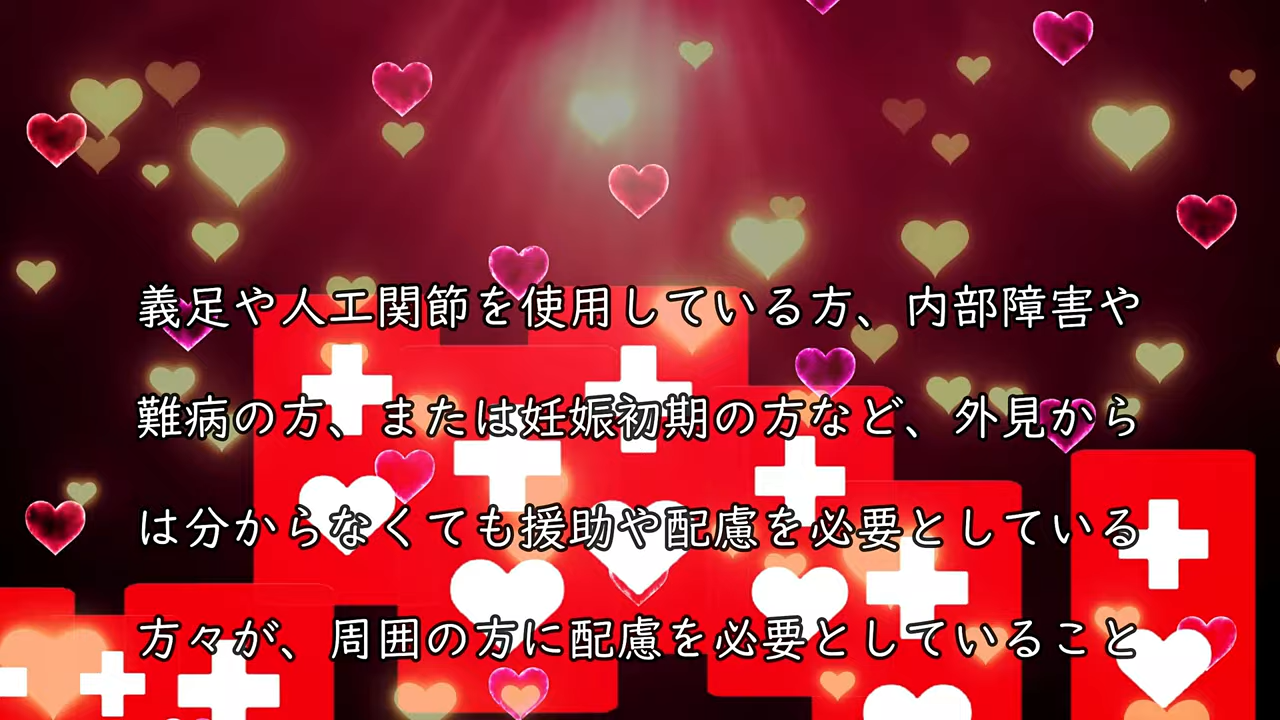 義足や人工関節を使用している方、内部障害や
難病の方、または妊娠初期の方など、外見から
は分からなくても援助や配慮を必要としている
方々が、周囲の方に配慮を必要としていること